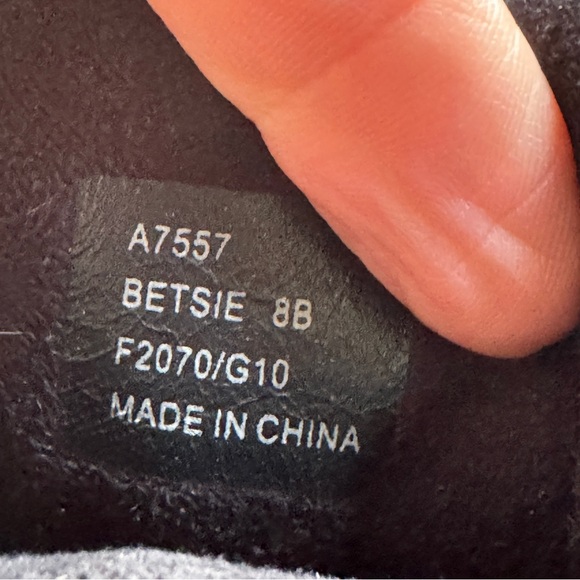 A7557
BETSIE 8B
F2070/G10
MADE IN CHINA